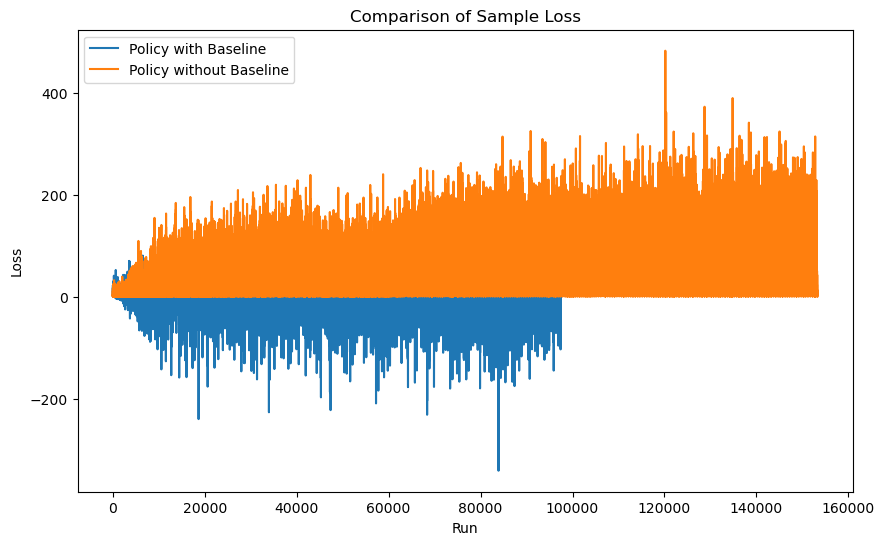 Comparison of Sample Loss
Policy with Baseline
Policy without Baseline
400
200
0
−200
Loss
0
20000
40000
60000
80000
100000
120000
140000
160000
Run